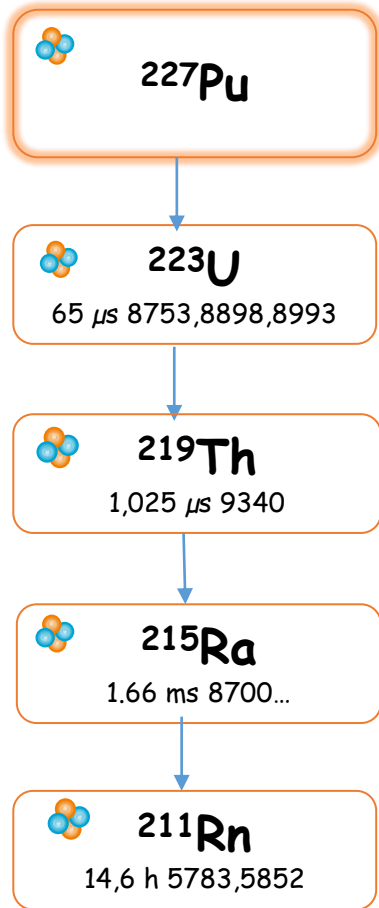 ²²⁷Pu
²²³U
65 µs 8753,8898,8993
²¹⁹Th
1,025 µs 9340
²¹⁵Ra
1.66 ms 8700...
²¹¹Rn
14,6 h 5783,5852